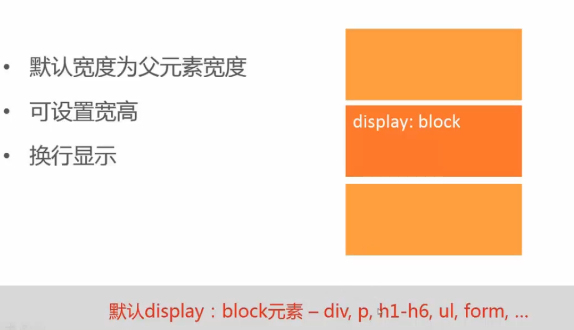 • 默认宽度为父元素宽度
• 可设置宽高
• 换行显示
display: block
默认display：block元素 – div, p, h1-h6, ul, form, ...